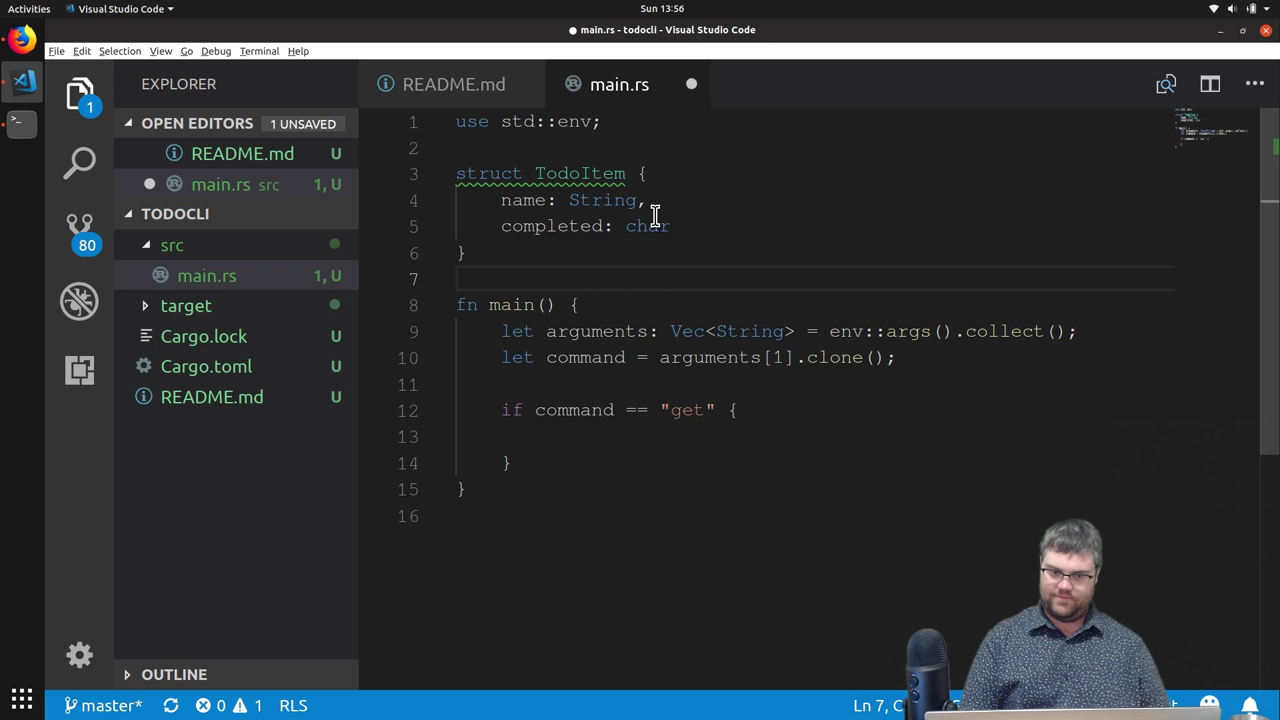 Activities Visual Studio Code Sun 13:56
main.rs - todocli - Visual Studio Code
File Edit Selection View Go Debug Terminal Help
EXPLORER
README.md main.rs
OPEN EDITORS 1 UNSAVED
README.md U
main.rs src 1, U
TODOCLI
src
main.rs 1, U
target
Cargo.lock U
Cargo.toml U
README.md U
OUTLINE
1
80
1 use std::env;
2
3 struct TodoItem {
4 name: String,
5 completed: char
6 }
7
8 fn main() {
9 let arguments: Vec<String> = env::args().collect();
10 let command = arguments[1].clone();
11
12 if command == "get" {
13
14 }
15 }
16
master* 0 1 RLS Ln 7,